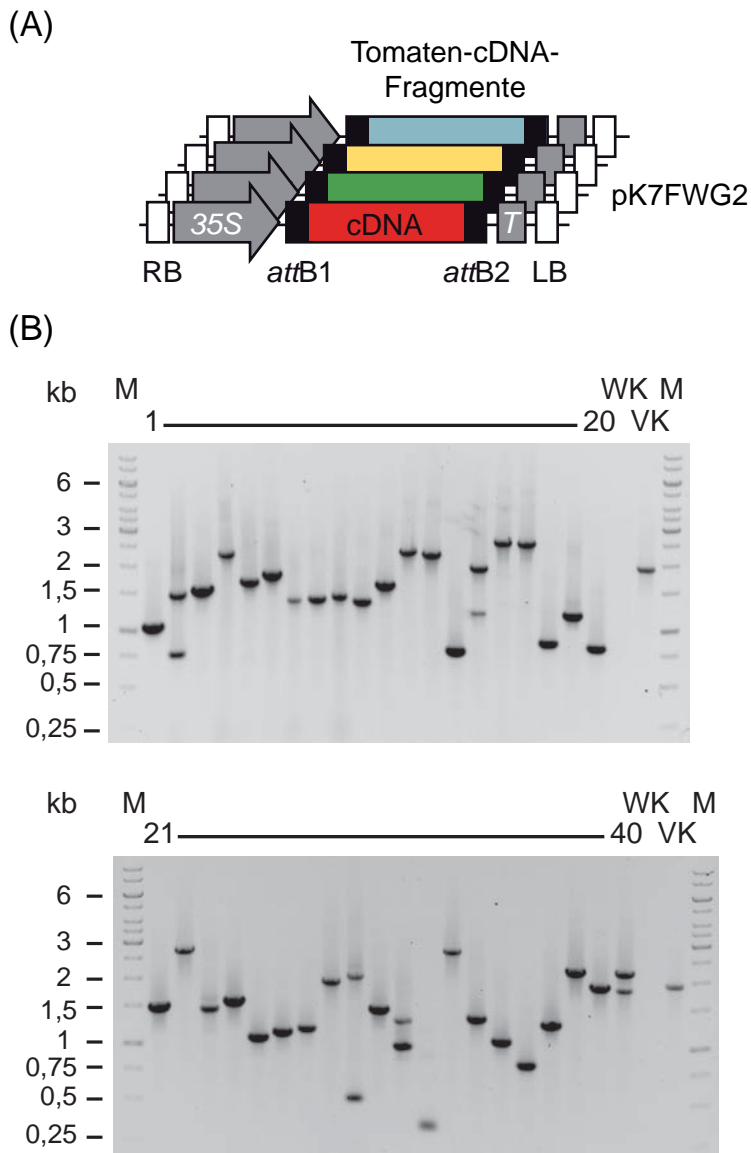 (A)
Tomaten-cDNA-
Fragmente
pK7FWG2
35S cDNA T
RB attB1 attB2 LB
(B)
kb M WK M
1 20 VK
6
3
2
1,5
1
0,75
0,5
0,25
kb M WK M
21 40 VK
6
3
2
1,5
1
0,75
0,5
0,25